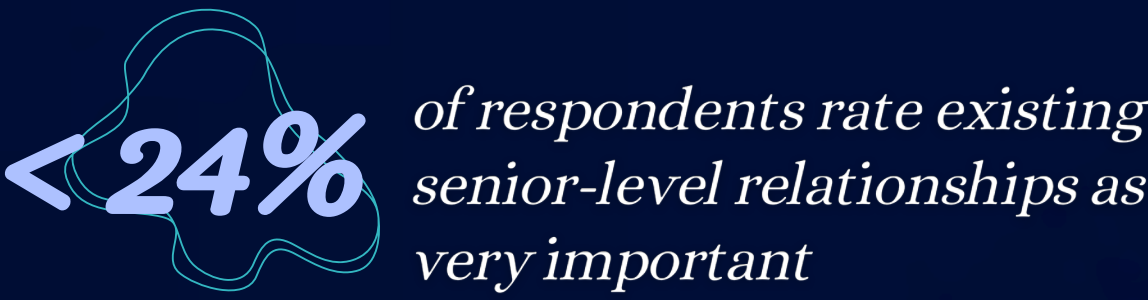 < 24%
of respondents rate existing
senior-level relationships as
very important